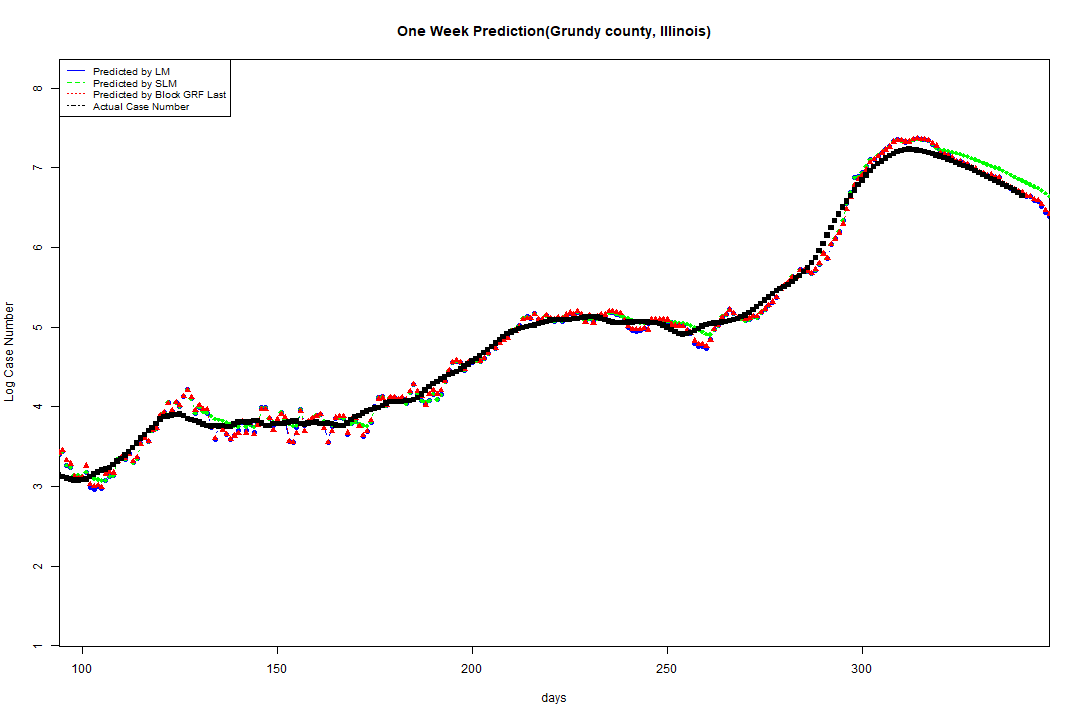 One Week Prediction(Grundy county, Illinois)
Predicted by LM
Predicted by SLM
Predicted by Block GRF Last
Actual Case Number
8
7
6
5
4
3
2
1
Log Case Number
100 150 200 250 300
days